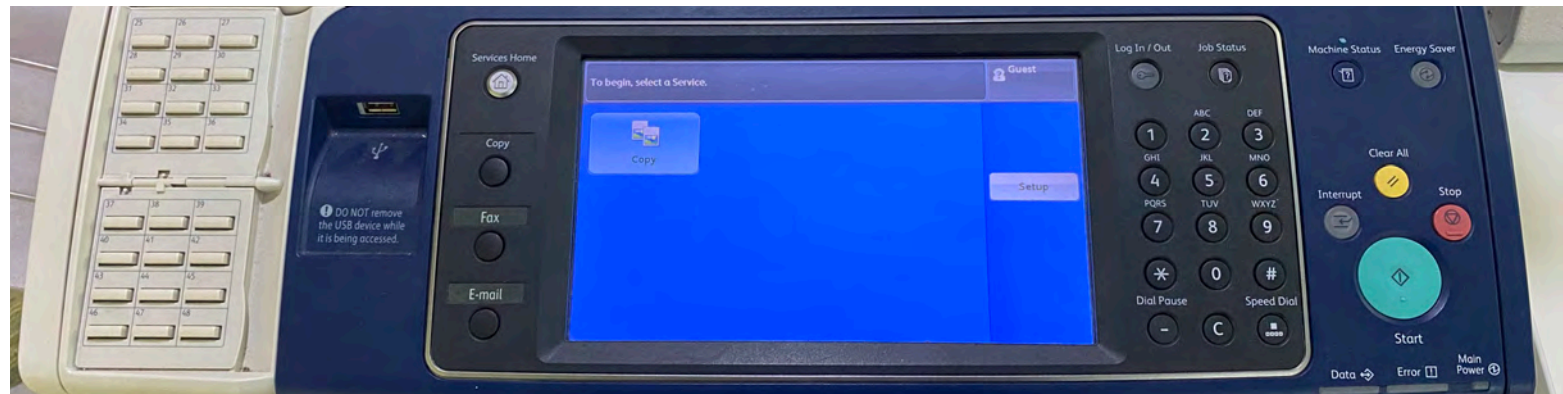 25 26 27
28 29 30
31 32 33
34 35 36
37 38 39
40 41 42
43 44 45
46 47 48
DO NOT remove
the USB device while
it is being accessed.
Services Home
Copy
Fax
E-mail
To begin, select a Service.
Guest
Copy
Setup
Log In / Out
Job Status
ABC DEF
1 2 3
GHI JKL MNO
4 5 6
PQRS TUV WXYZ
7 8 9
* 0 #
Dial Pause
Speed Dial
- C
Machine Status
Energy Saver
Clear All
Interrupt
Stop
Start
Data
Error
Main
Power